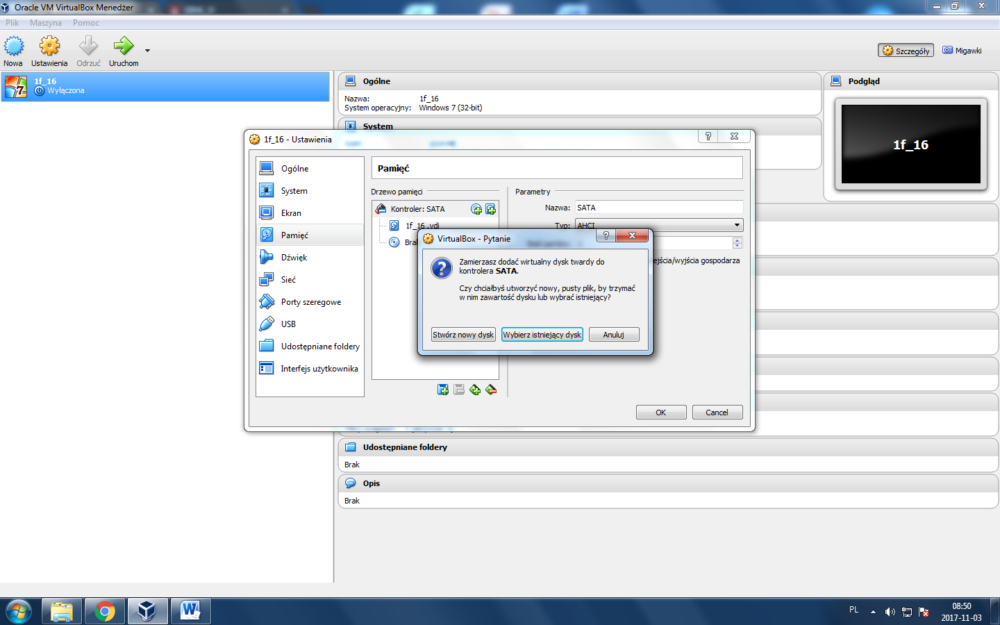 Oracle VM VirtualBox Menedżer
Plik Maszyna Pomoc
Nowa Ustawienia Odrzuć Uruchom
Szczegóły Migawki
1f_16
Wyłączona
Ogólne
Nazwa: 1f_16
System operacyjny: Windows 7 (32-bit)
System
Podgląd
1f_16
1f_16 - Ustawienia
?
Ogólne
System
Ekran
Pamięć
Dźwięk
Sieć
Porty szeregowe
USB
Udostępniane foldery
Interfejs użytkownika
Pamięć
Drzewo pamięci
Kontroler: SATA
1f_16_.vdi
Parametry
Nazwa: SATA
Typ: AHCI
VirtualBox - Pytanie
?
Zamierzasz dodać wirtualny dysk twardy do
kontrolera SATA.
Czy chciałbyś utworzyć nowy, pusty plik, by trzymać
w nim zawartość dysku lub wybrać istniejący?
Stwórz nowy dysk Wybierz istniejący dysk Anuluj
ejścia/wyjścia gospodarza
OK Cancel
Udostępniane foldery
Brak
Opis
Brak
PL
08:50
2017-11-03